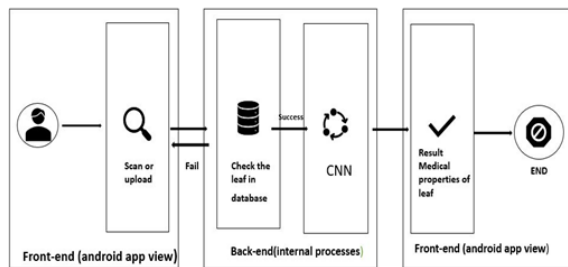 Scan or
upload
Fail
Check the
leaf in
database
Success
CNN
Result
Medical
properties of
leaf
END
Front-end (android app view)
Back-end(internal processes)
Front-end (android app view)